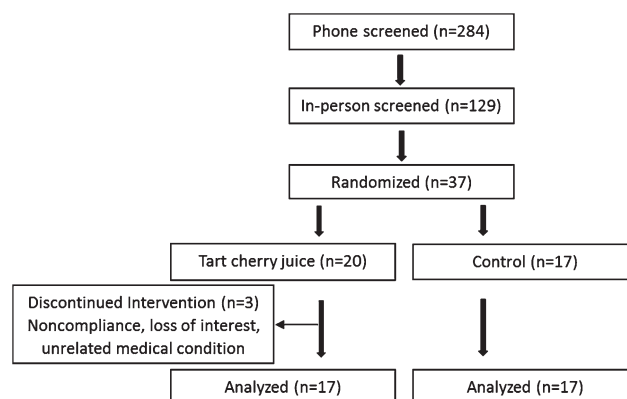 Phone screened (n=284)
In-person screened (n=129)
Randomized (n=37)
Tart cherry juice (n=20)
Control (n=17)
Discontinued Intervention (n=3)
Noncompliance, loss of interest,
unrelated medical condition
Analyzed (n=17)
Analyzed (n=17)